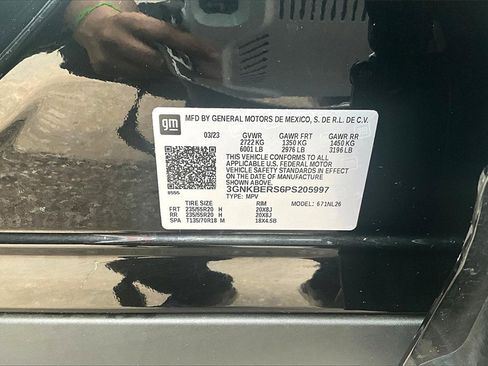 gm
MFD BY GENERAL MOTORS DE MEXICO, S. DE R.L. DE C.V.
03/23 GVWR GAWR FRT GAWR RR
2722 KG 1350 KG 1450 KG
6001 LB 2976 LB 3196 LB
THIS VEHICLE CONFORMS TO ALL
APPLICABLE U.S. FEDERAL MOTOR
VEHICLE SAFETY STANDARDS IN EFFECT
ON THE DATE OF MANUFACTURE
SHOWN ABOVE.
3GNKBERS6PS205997
TYPE: MPV MODEL: 671NL26
TIRE SIZE RIM
FRT 235/55R20 H 20X8J
RR 235/55R20 H 20X8J
SPA T135/70R18 M 18X4.5B